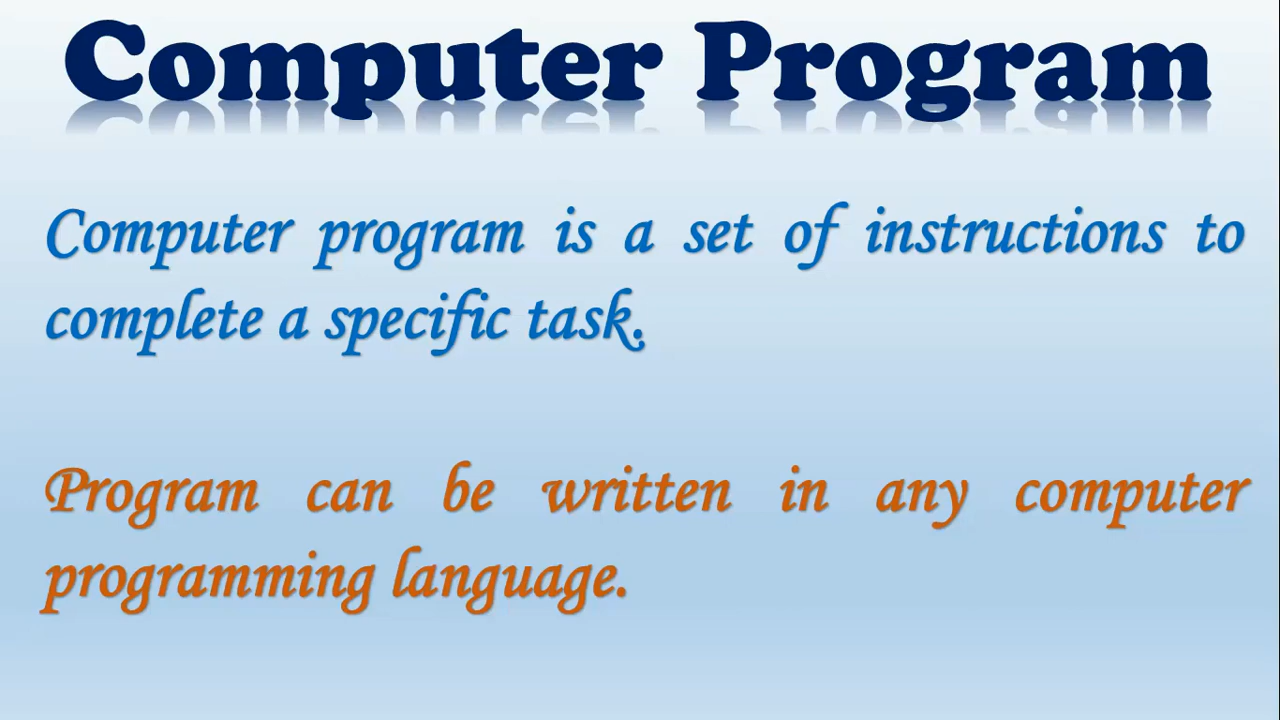 Computer Program
Computer program is a set of instructions to
complete a specific task.
Program can be written in any computer
programming language.